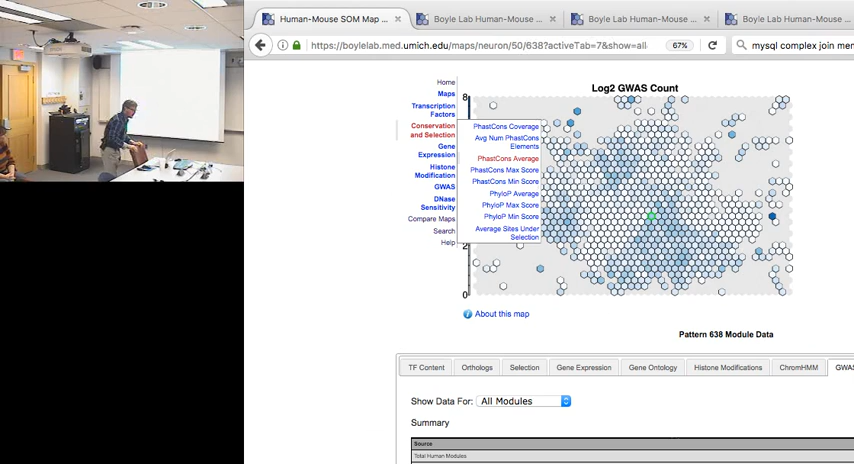 Human-Mouse SOM Map ...
Boyle Lab Human-Mouse ...
Boyle Lab Human-Mouse ...
Boyle Lab Human-Mouse ...
https://boylelab.med.umich.edu/maps/neuron/50/638?activeTab=7&show=all
67%
mysql complex join mer
Home
Maps
Transcription
Factors
Conservation
and Selection
Gene
Expression
Histone
Modification
GWAS
DNase
Sensitivity
Compare Maps
Search
Help
PhastCons Coverage
Avg Num PhastCons
Elements
PhastCons Average
PhastCons Max Score
PhastCons Min Score
PhyloP Average
PhyloP Max Score
PhyloP Min Score
Average Sites Under
Selection
Log2 GWAS Count
8
2
0
About this map
Pattern 638 Module Data
TF Content
Orthologs
Selection
Gene Expression
Gene Ontology
Histone Modifications
ChromHMM
GWAS
Show Data For: All Modules
Summary
Source
Total Human Modules